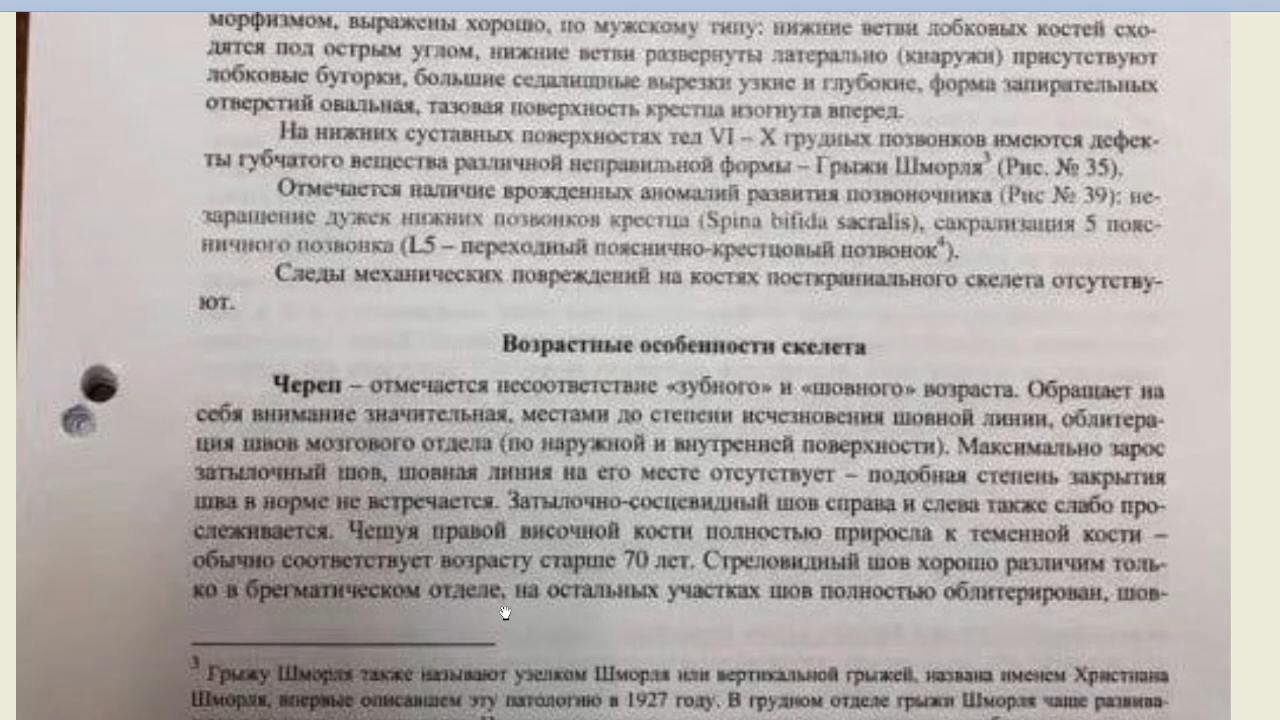 морфизмом, выражены хорошо, по мужскому типу: нижние ветви лобковых костей схо-
дятся под острым углом, нижние ветви развернуты латерально (кнаружи) присутствуют
лобковые бугорки, большие седалищные вырезки узкие и глубокие, форма запирательных
отверстий овальная, тазовая поверхность крестца изогнута вперед.
На нижних суставных поверхностях тел VI – X грудных позвонков имеются дефек-
ты губчатого вещества различной неправильной формы – Грыжи Шморля3 (Рис. № 35).
Отмечается наличие врожденных аномалий развития позвоночника (Рис № 39): не-
заращение дужек нижних позвонков крестца (Spina bifida sacralis), сакрализация 5 пояс-
ничного позвонка (L5 – переходный пояснично-крестцовый позвонок4).
Следы механических повреждений на костях посткраниального скелета отсутству-
ют.
Возрастные особенности скелета
Череп – отмечается несоответствие «зубного» и «шовного» возраста. Обращает на
себя внимание значительная, местами до степени исчезновения шовной линии, облитера-
ция швов мозгового отдела (по наружной и внутренней поверхности). Максимально зарос
затылочный шов, шовная линия на его месте отсутствует – подобная степень закрытия
шва в норме не встречается. Затылочно-сосцевидный шов справа и слева также слабо про-
слеживается. Чешуя правой височной кости полностью приросла к теменной кости –
обычно соответствует возрасту старше 70 лет. Стреловидный шов хорошо различим толь-
ко в брегматическом отделе, на остальных участках шов полностью облитерирован, шов-
3 Грыжу Шморля также называют узелком Шморля или вертикальной грыжей, названа именем Христиана
Шморля, впервые описавшем эту патологию в 1927 году. В грудном отделе грыжи Шморля чаще развива-